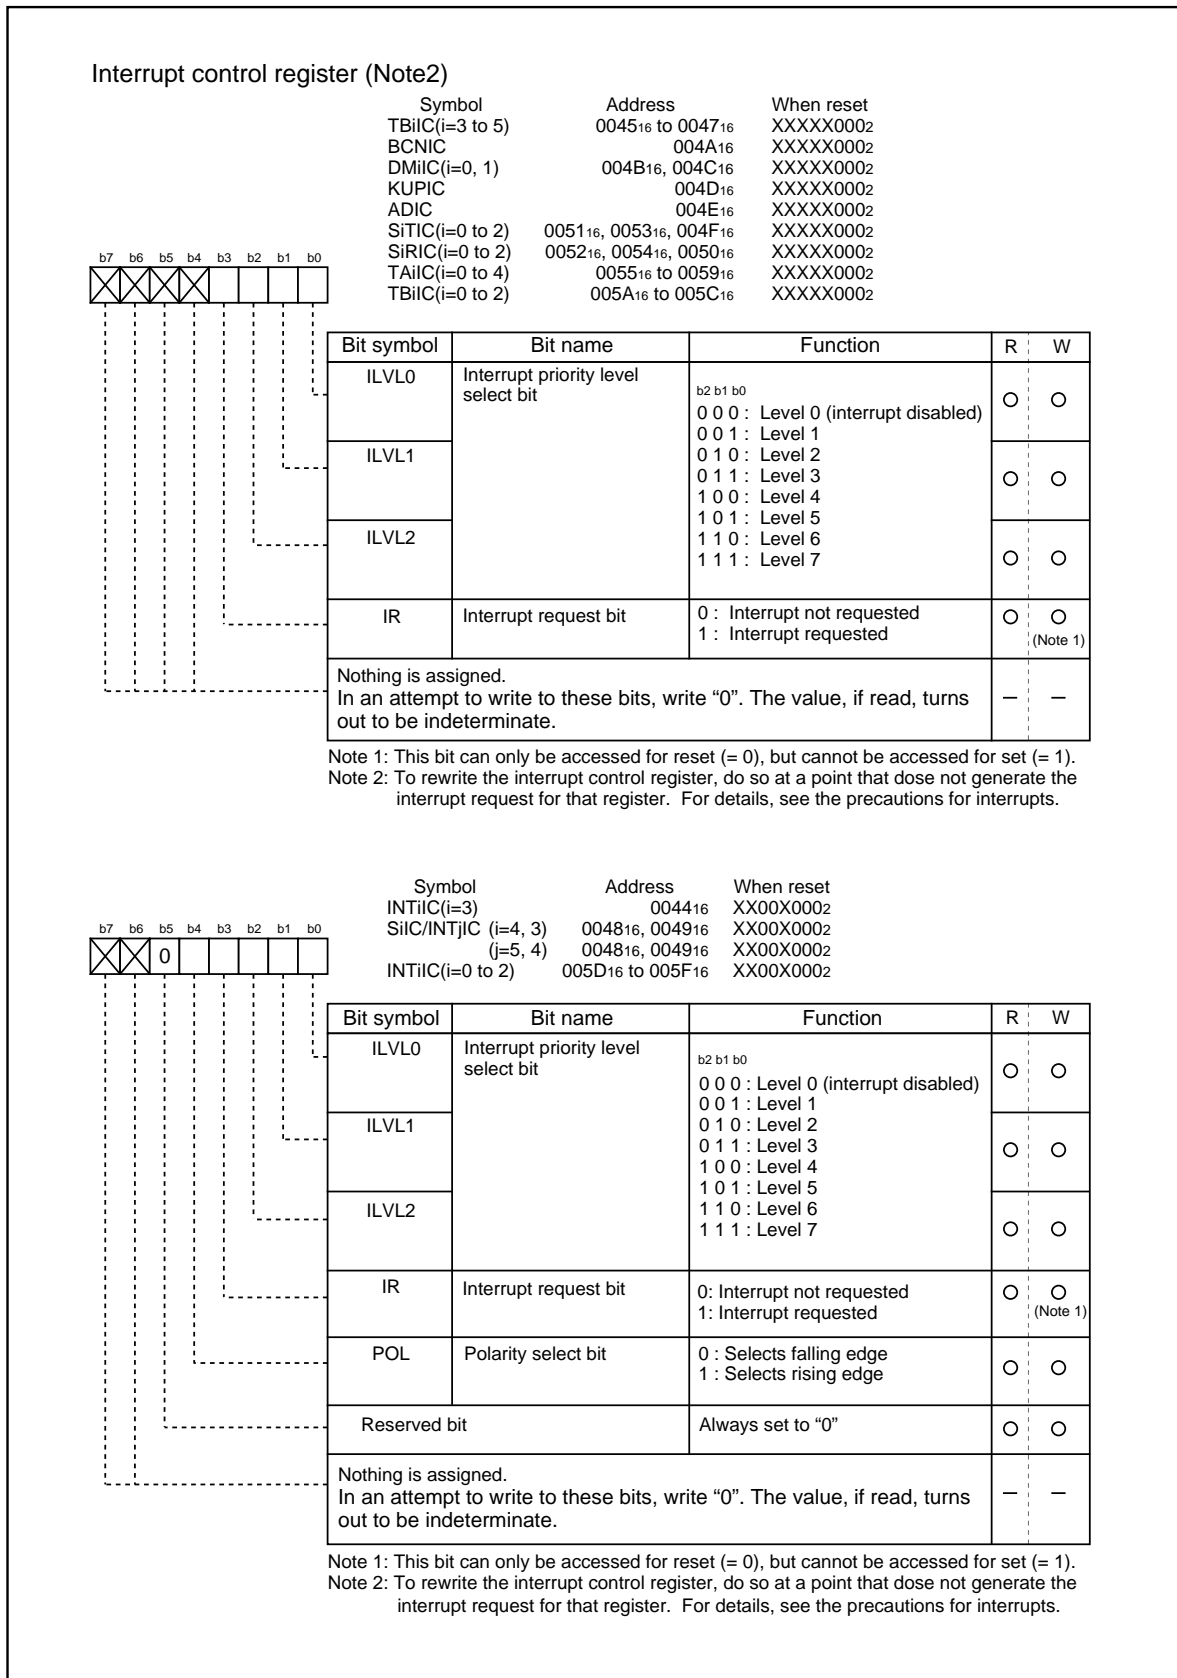 Interrupt control register (Note2)
Symbol Address When reset
TBiIC(i=3 to 5) 004516 to 004716 XXXXX0002
BCNIC 004A16 XXXXX0002
DMiIC(i=0, 1) 004B16, 004C16 XXXXX0002
KUPIC 004D16 XXXXX0002
ADIC 004E16 XXXXX0002
SiTIC(i=0 to 2) 005116, 005316, 004F16 XXXXX0002
SiRIC(i=0 to 2) 005216, 005416, 005016 XXXXX0002
TAiIC(i=0 to 4) 005516 to 005916 XXXXX0002
TBiIC(i=0 to 2) 005A16 to 005C16 XXXXX0002
b7 b6 b5 b4 b3 b2 b1 b0
Bit symbol Bit name Function R W
ILVL0 Interrupt priority level
select bit
b2 b1 b0
0 0 0 : Level 0 (interrupt disabled)
0 0 1 : Level 1
ILVL1 0 1 0 : Level 2
0 1 1 : Level 3
1 0 0 : Level 4
1 0 1 : Level 5
ILVL2 1 1 0 : Level 6
1 1 1 : Level 7
IR Interrupt request bit 0 : Interrupt not requested
1 : Interrupt requested (Note 1)
Nothing is assigned.
In an attempt to write to these bits, write “0”. The value, if read, turns
out to be indeterminate. – –
Note 1: This bit can only be accessed for reset (= 0), but cannot be accessed for set (= 1).
Note 2: To rewrite the interrupt control register, do so at a point that dose not generate the
interrupt request for that register. For details, see the precautions for interrupts.
Symbol Address When reset
INTiIC(i=3) 004416 XX00X0002
SiIC/INTjIC (i=4, 3) 004816, 004916 XX00X0002
(j=5, 4) 004816, 004916 XX00X0002
INTiIC(i=0 to 2) 005D16 to 005F16 XX00X0002
b7 b6 b5 b4 b3 b2 b1 b0
0
Bit symbol Bit name Function R W
ILVL0 Interrupt priority level
select bit
b2 b1 b0
0 0 0 : Level 0 (interrupt disabled)
0 0 1 : Level 1
ILVL1 0 1 0 : Level 2
0 1 1 : Level 3
1 0 0 : Level 4
1 0 1 : Level 5
ILVL2 1 1 0 : Level 6
1 1 1 : Level 7
IR Interrupt request bit 0: Interrupt not requested
1: Interrupt requested (Note 1)
POL Polarity select bit 0 : Selects falling edge
1 : Selects rising edge
Reserved bit Always set to “0”
Nothing is assigned.
In an attempt to write to these bits, write “0”. The value, if read, turns
out to be indeterminate. – –
Note 1: This bit can only be accessed for reset (= 0), but cannot be accessed for set (= 1).
Note 2: To rewrite the interrupt control register, do so at a point that dose not generate the
interrupt request for that register. For details, see the precautions for interrupts.